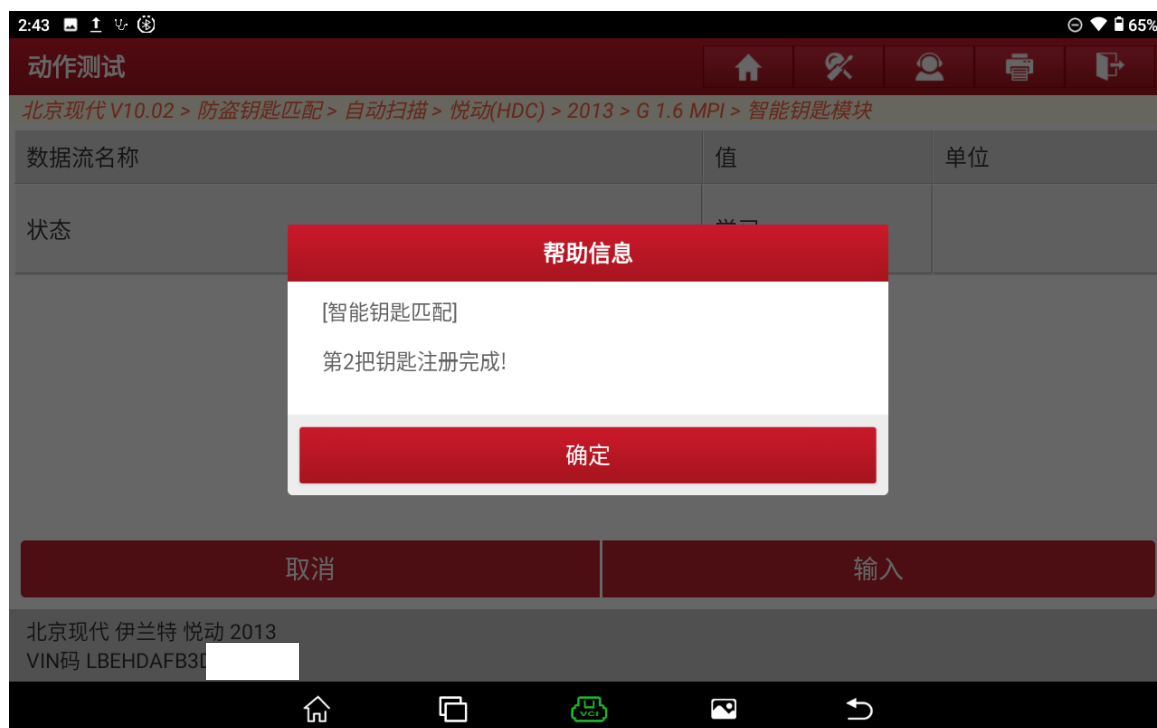 2:43
65%
动作测试
北京现代 V10.02 > 防盗钥匙匹配 > 自动扫描 > 悦动(HDC) > 2013 > G 1.6 MPI > 智能钥匙模块
数据流名称 值 单位
状态
帮助信息
[智能钥匙匹配]
第2把钥匙注册完成!
确定
取消 输入
北京现代 伊兰特 悦动 2013
VIN码 LBEHDAFB3
VCI